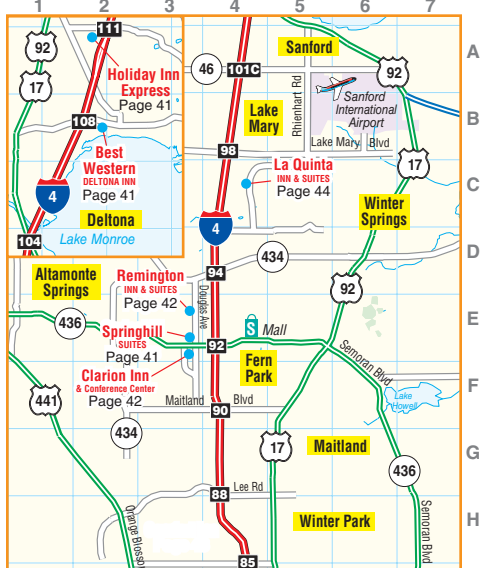 1 2 3 4 5 6 7
A
B
C
D
E
F
G
H
111
92
17
Holiday Inn
Express
Page 41
108
Best
Western
DELTONA INN
Page 41
4
Deltona
Lake Monroe
104
Sanford
46
101C
92
Rhienhart Rd
Sanford
International
Airport
Lake
Mary
Lake Mary Blvd
98
17
La Quinta
INN & SUITES
Page 44
Winter
Springs
4
434
94
Altamonte
Springs
Remington
INN & SUITES
Page 42
Douglas Ave
92
436
S Mall
Springhill
SUITES
Page 41
92
Fern
Park
Semoran Blvd
Clarion Inn
& Conference Center
Page 42
441
Maitland Blvd
90
Lake
Howell
434
17
Maitland
436
Lee Rd
88
Orange Blosso
Winter Park
Semoran Blvd
85